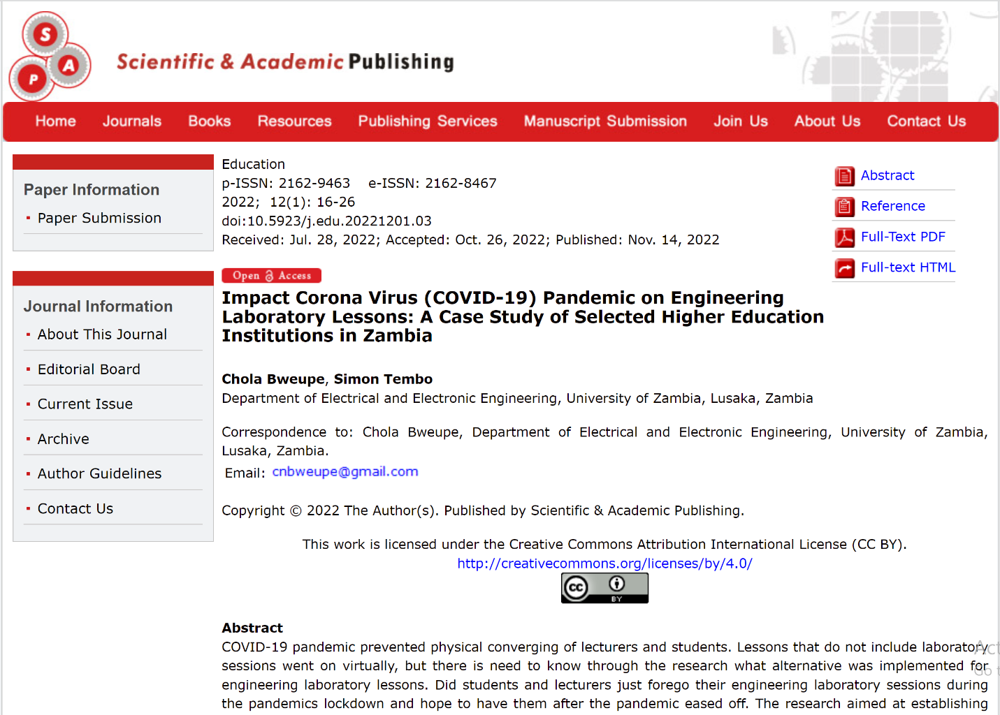 S
A
P
Scientific & Academic Publishing
Home Journals Books Resources Publishing Services Manuscript Submission Join Us About Us Contact Us
Paper Information
Paper Submission
Journal Information
About This Journal
Editorial Board
Current Issue
Archive
Author Guidelines
Contact Us
Education
p-ISSN: 2162-9463 e-ISSN: 2162-8467
2022; 12(1): 16-26
doi:10.5923/j.edu.20221201.03
Received: Jul. 28, 2022; Accepted: Oct. 26, 2022; Published: Nov. 14, 2022
Abstract
Reference
Full-Text PDF
Full-text HTML
Open Access
Impact Corona Virus (COVID-19) Pandemic on Engineering
Laboratory Lessons: A Case Study of Selected Higher Education
Institutions in Zambia
Chola Bweupe, Simon Tembo
Department of Electrical and Electronic Engineering, University of Zambia, Lusaka, Zambia
Correspondence to: Chola Bweupe, Department of Electrical and Electronic Engineering, University of Zambia,
Lusaka, Zambia.
Email: cnbweupe@gmail.com
Copyright © 2022 The Author(s). Published by Scientific & Academic Publishing.
This work is licensed under the Creative Commons Attribution International License (CC BY).
http://creativecommons.org/licenses/by/4.0/
cc
BY
Abstract
COVID-19 pandemic prevented physical converging of lecturers and students. Lessons that do not include laboratory
sessions went on virtually, but there is need to know through the research what alternative was implemented for
engineering laboratory lessons. Did students and lecturers just forego their engineering laboratory sessions during
the pandemics lockdown and hope to have them after the pandemic eased off. The research aimed at establishing